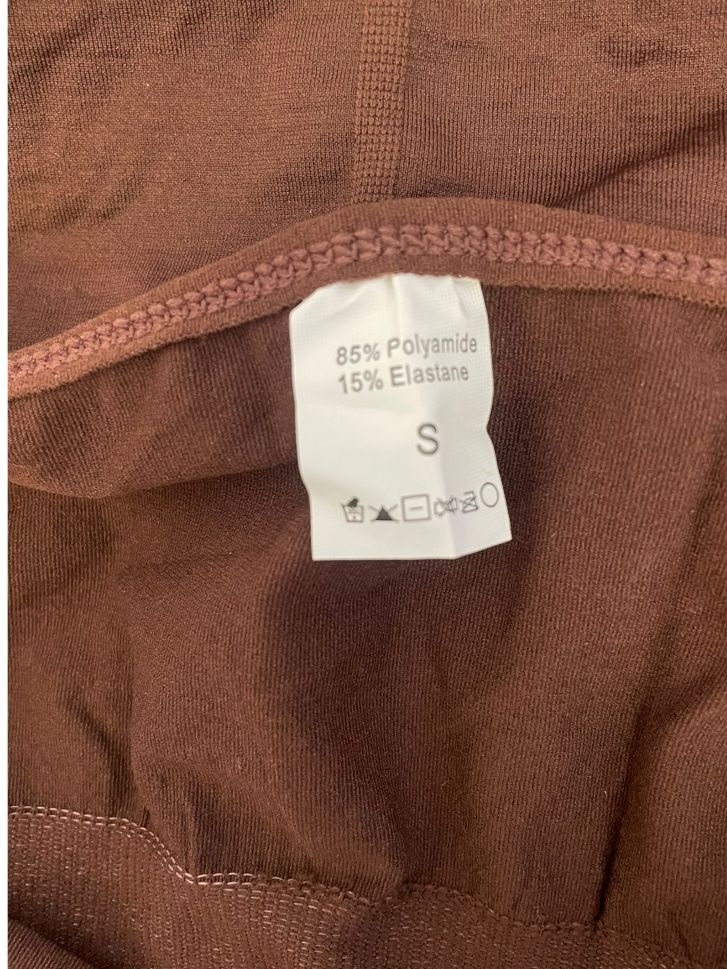 85% Polyamide
15% Elastane
S